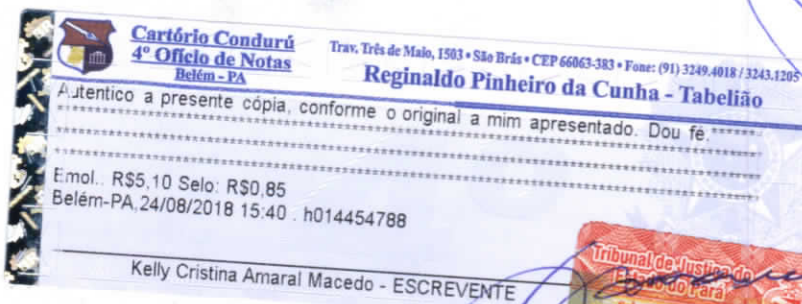 Cartório Condurú
4º Ofício de Notas
Belém - PA
Trav. Três de Maio, 1503 • São Brás • CEP 66063-383 • Fone: (91) 3249.4018 / 3243.1205
Reginaldo Pinheiro da Cunha - Tabelião
Autentico a presente cópia, conforme o original a mim apresentado. Dou fé.
Emol.. R$5,10 Selo: R$0,85
Belém-PA,24/08/2018 15:40 . h014454788
Kelly Cristina Amaral Macedo - ESCREVENTE
Tribunal de Justiça do
Estado do Pará